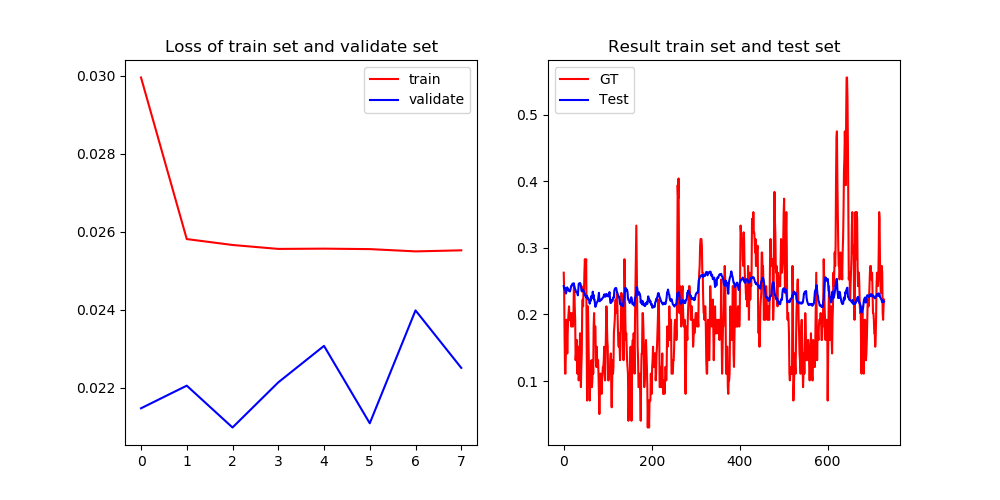 Loss of train set and validate set
train
validate
0.030
0.028
0.026
0.024
0.022
0 1 2 3 4 5 6 7
Result train set and test set
GT
Test
0.5
0.4
0.3
0.2
0.1
0 200 400 600